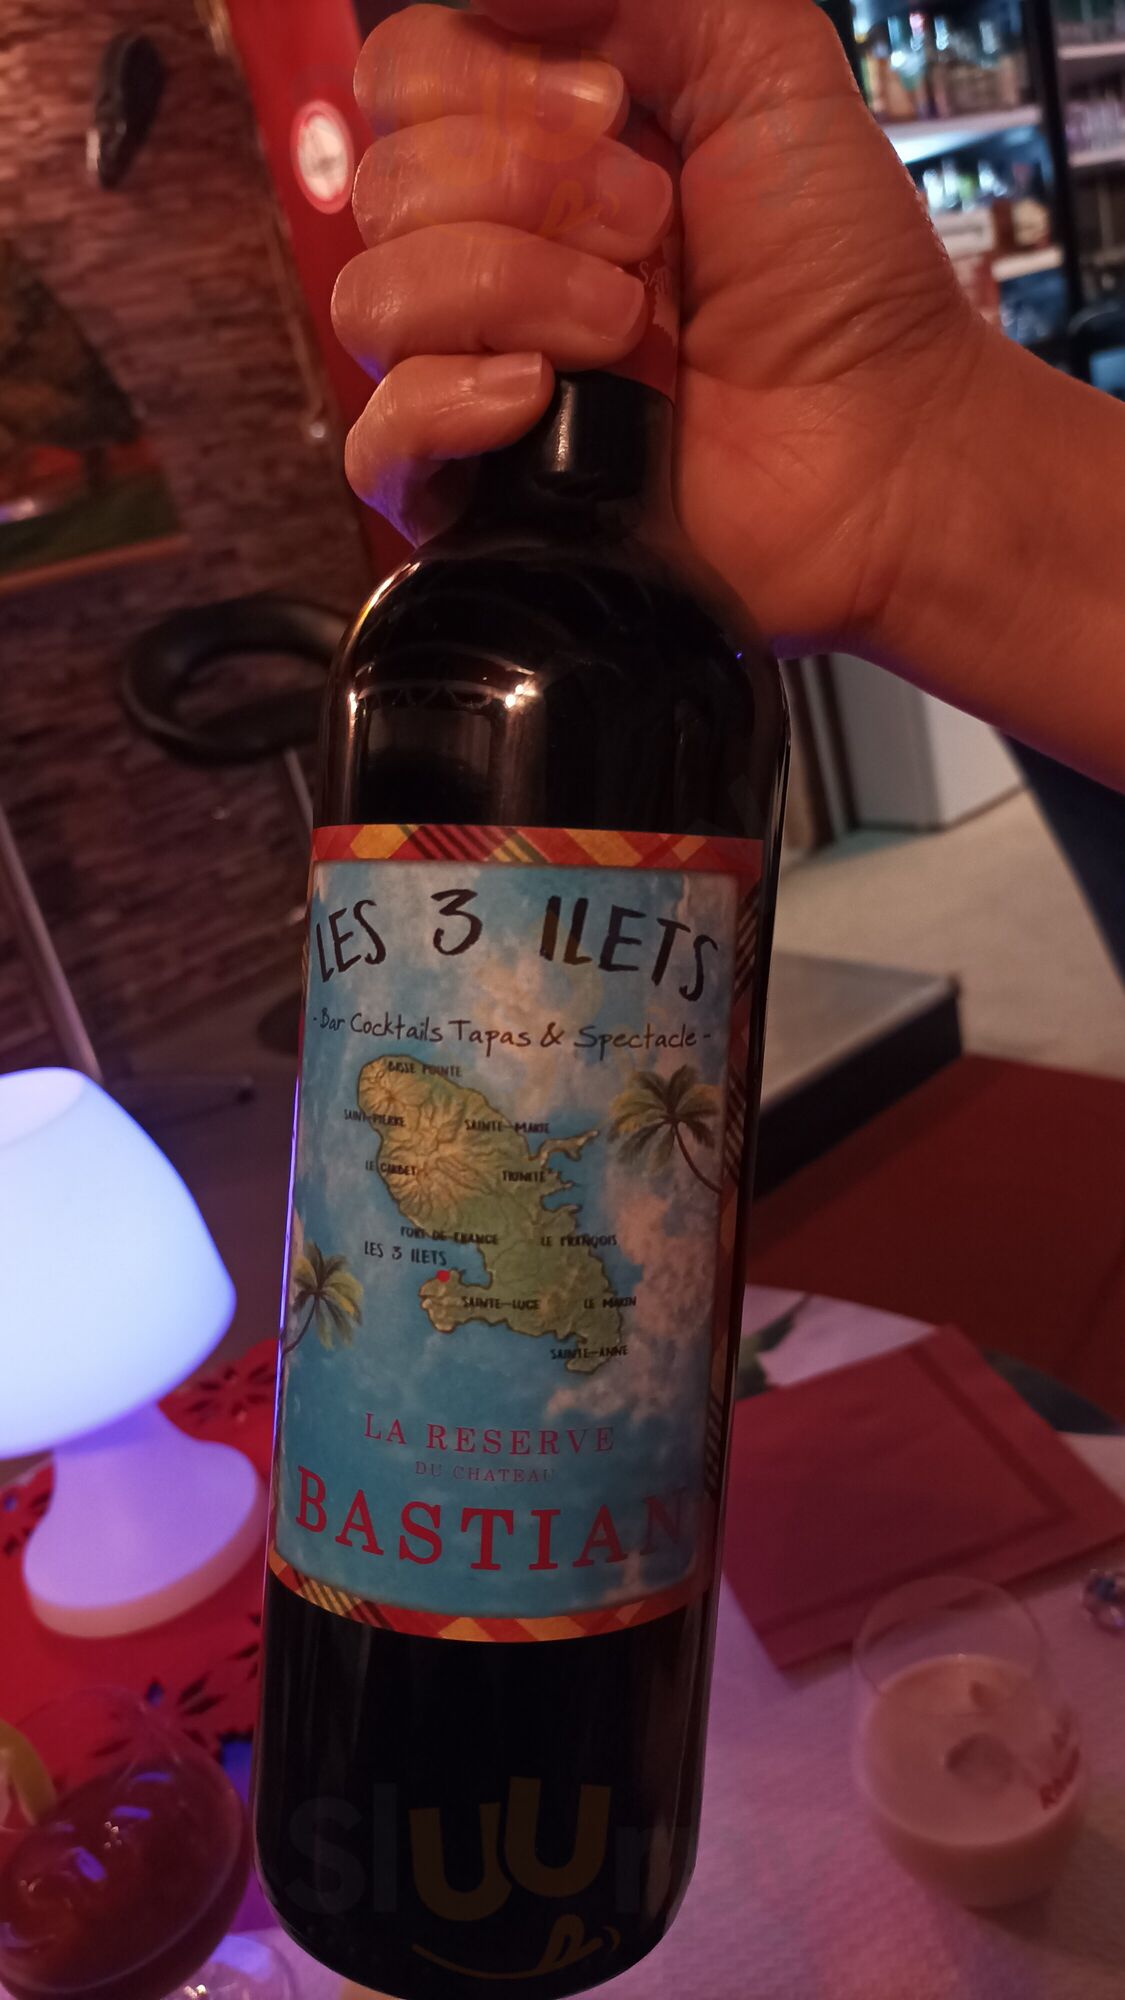 LES 3 ILETS
- Bar Cocktails Tapas & Spectacle -
BASSE POINTE
SAINT-PIERRE
SAINTE-MARIE
LE CARBET
TRINITÉ
FORT DE FRANCE
LE FRANÇOIS
LES 3 ILETS
SAINTE-LUCE
LE MARIN
SAINTE-ANNE
LA RESERVE
DU CHATEAU
BASTIAN